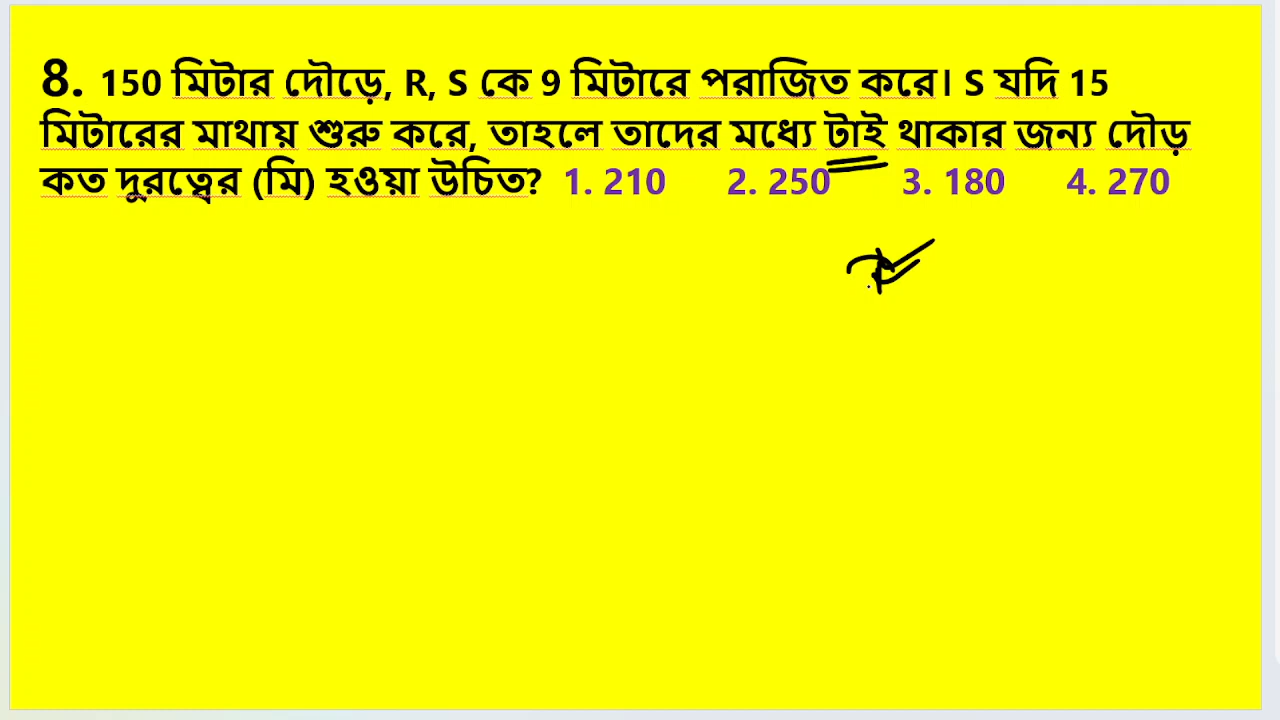 8. 150 মিটার দৌড়ে, R, S কে 9 মিটারে পরাজিত করে। S যদি 15
মিটারের মাথায় শুরু করে, তাহলে তাদের মধ্যে টাই থাকার জন্য দৌড়
কত দুরত্বের (মি) হওয়া উচিত? 1. 210 2. 250 3. 180 4. 270